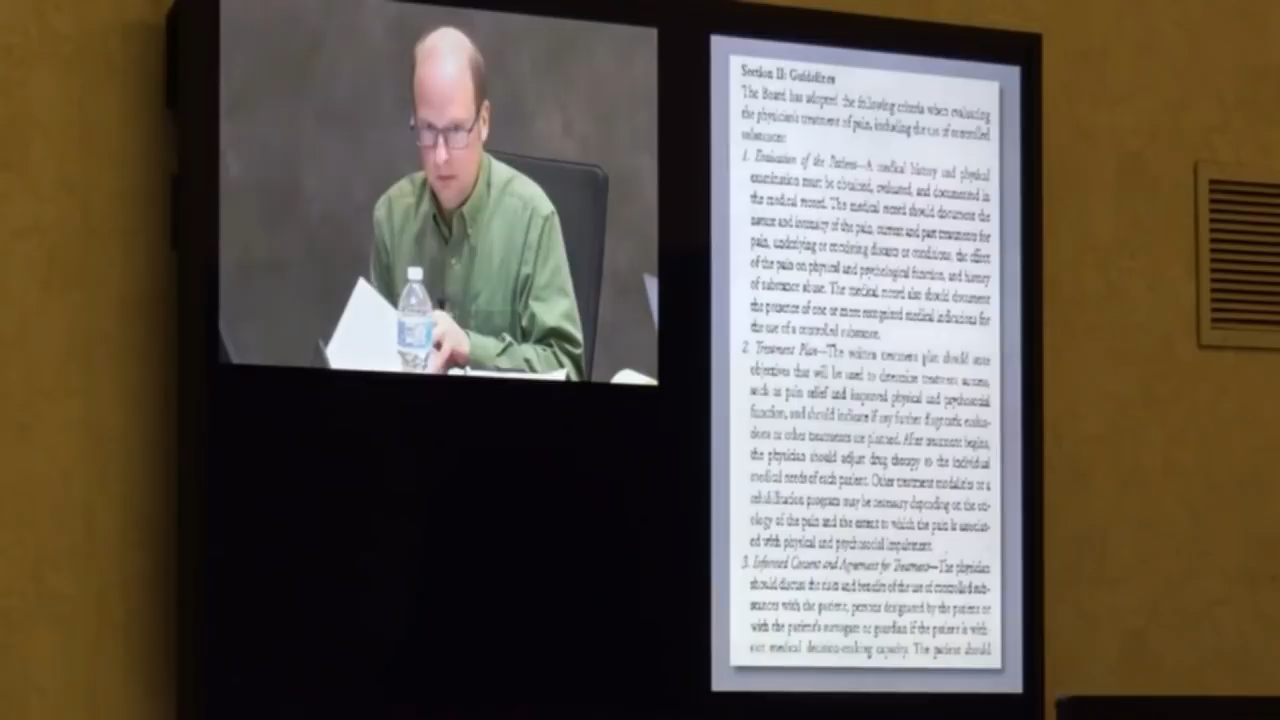 Section II: Guidelines
The Board has adopted the following criteria when evaluating
the physician's treatment of pain, including the use of controlled
substances:
1. Evaluation of the Patient—A medical history and physical
examination must be obtained, evaluated, and documented in
the medical record. The medical record should document the
nature and intensity of the pain, current and past treatments for
pain, underlying or coexisting diseases or conditions, the effect
of the pain on physical and psychological function, and history
of substance abuse. The medical record also should document
the presence of one or more recognized medical indications for
the use of a controlled substance.
2. Treatment Plan—The written treatment plan should state
objectives that will be used to determine treatment success,
such as pain relief and improved physical and psychosocial
function, and should indicate if any further diagnostic evalua-
tions or other treatments are planned. After treatment begins,
the physician should adjust drug therapy to the individual
medical needs of each patient. Other treatment modalities or a
rehabilitation program may be necessary depending on the eti-
ology of the pain and the extent to which the pain is associat-
ed with physical and psychosocial impairment.
3. Informed Consent and Agreement for Treatment—The physician
should discuss the risks and benefits of the use of controlled sub-
stances with the patient, persons designated by the patient or
with the patient's surrogate or guardian if the patient is with-
out medical decision-making capacity. The patient should